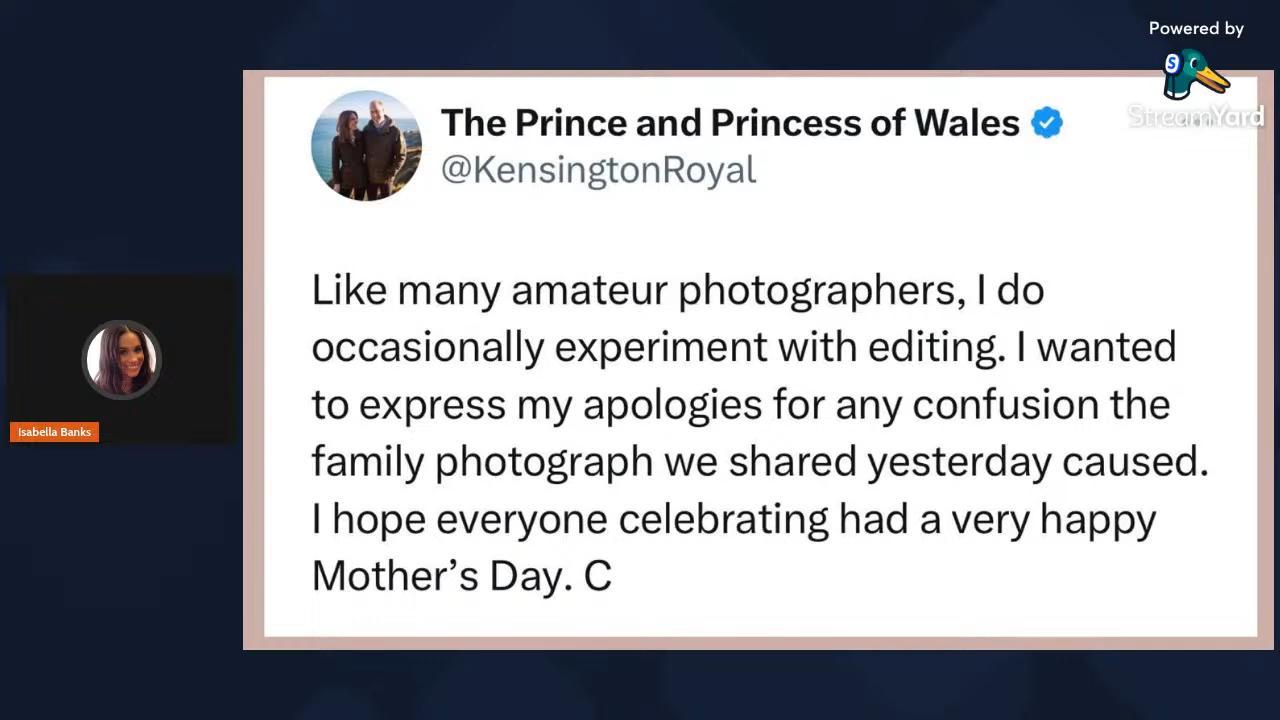 Powered by
StreamYard
The Prince and Princess of Wales
@KensingtonRoyal
Like many amateur photographers, I do
occasionally experiment with editing. I wanted
to express my apologies for any confusion the
family photograph we shared yesterday caused.
I hope everyone celebrating had a very happy
Mother’s Day. C
Isabella Banks